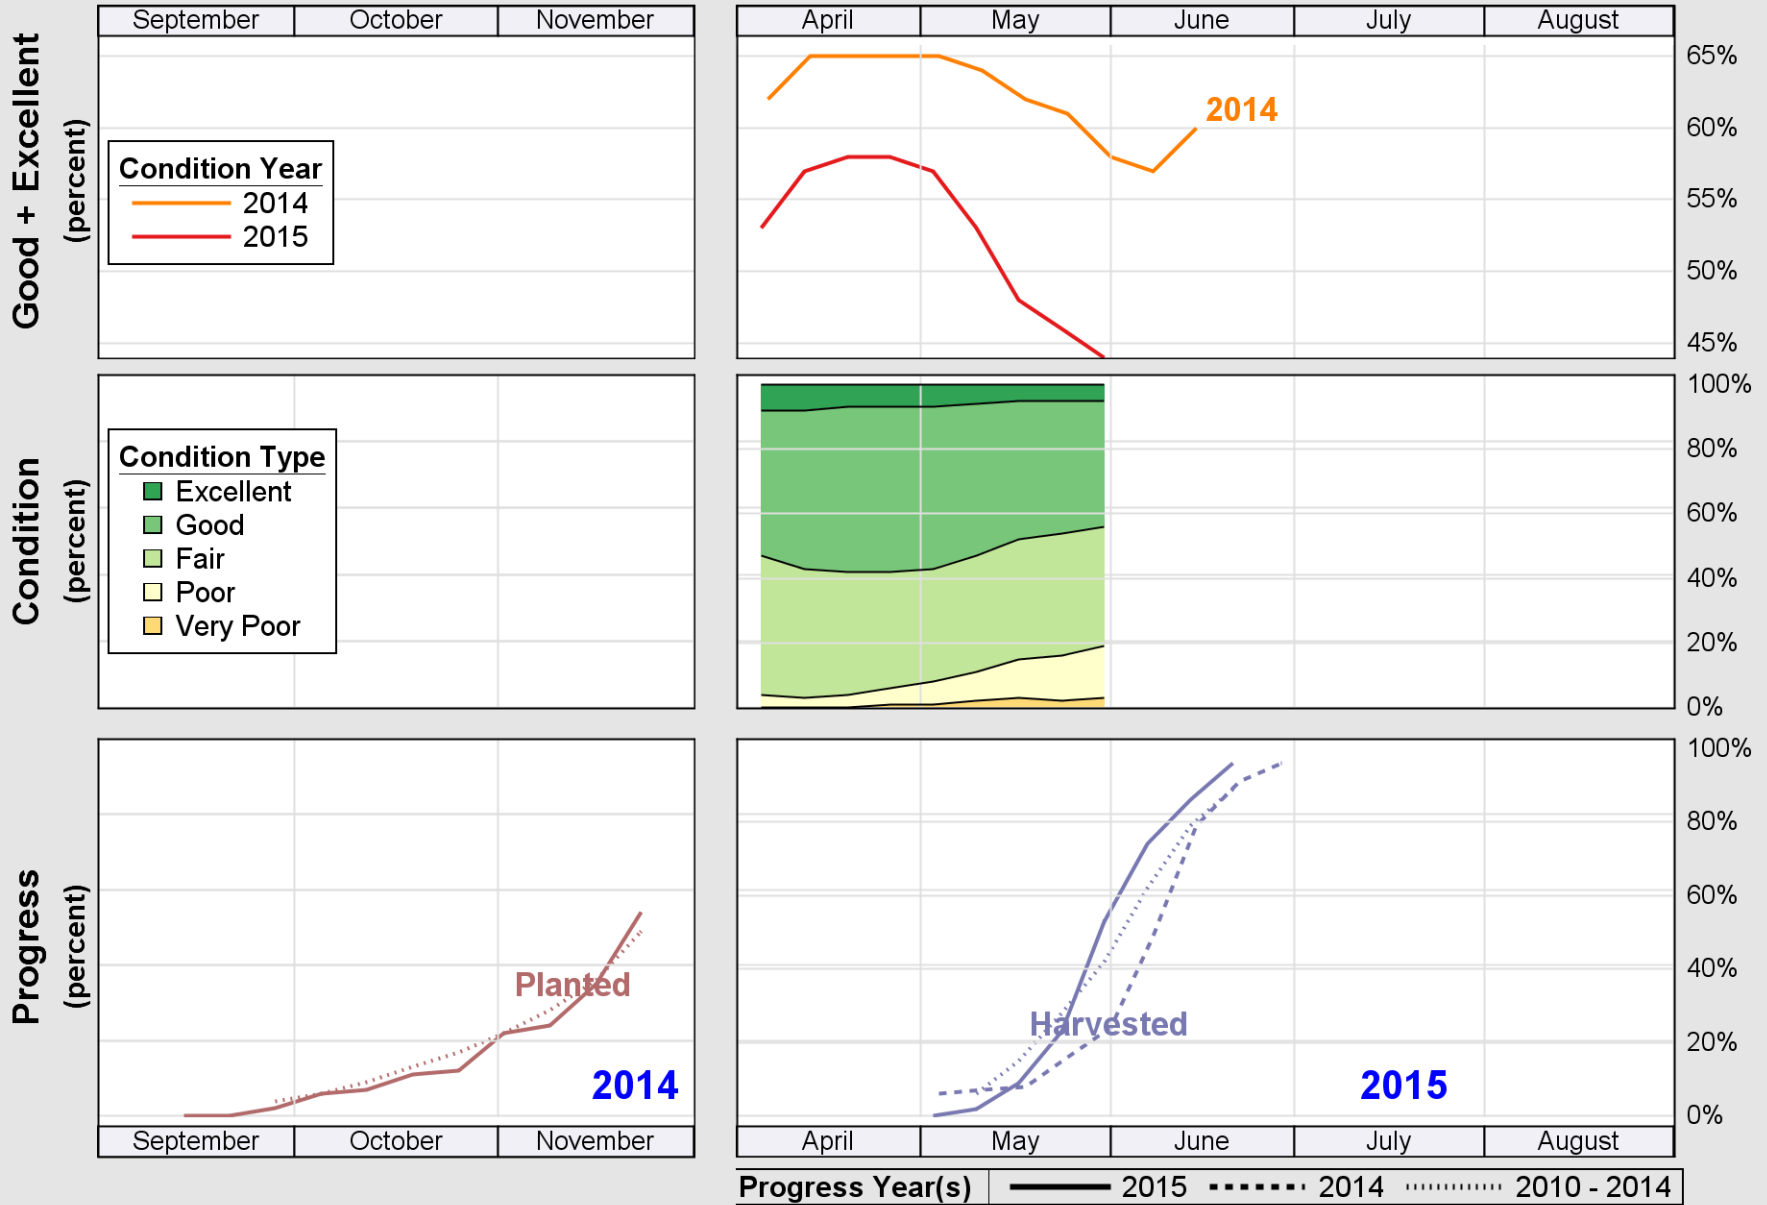 September October November
April May June July August
Good + Excellent
(percent)
Condition Year
2014
2015
2014
65%
60%
55%
50%
45%
Condition
(percent)
Condition Type
Excellent
Good
Fair
Poor
Very Poor
100%
80%
60%
40%
20%
0%
Progress
(percent)
Planted
2014
Harvested
2015
100%
80%
60%
40%
20%
0%
September October November
April May June July August
Progress Year(s) 2015 2014 2010 - 2014